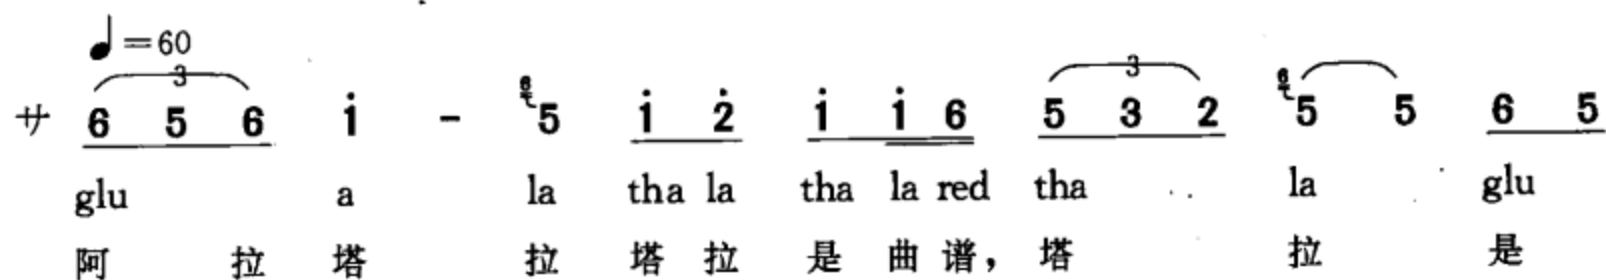 ♩=60
サ 6 5 6 i - 5 i 2 i i 6 5 3 2 5 5 6 5
glu a la tha la tha la red tha la glu
阿 拉 塔 拉 塔 拉 是 曲 谱， 塔 拉 是